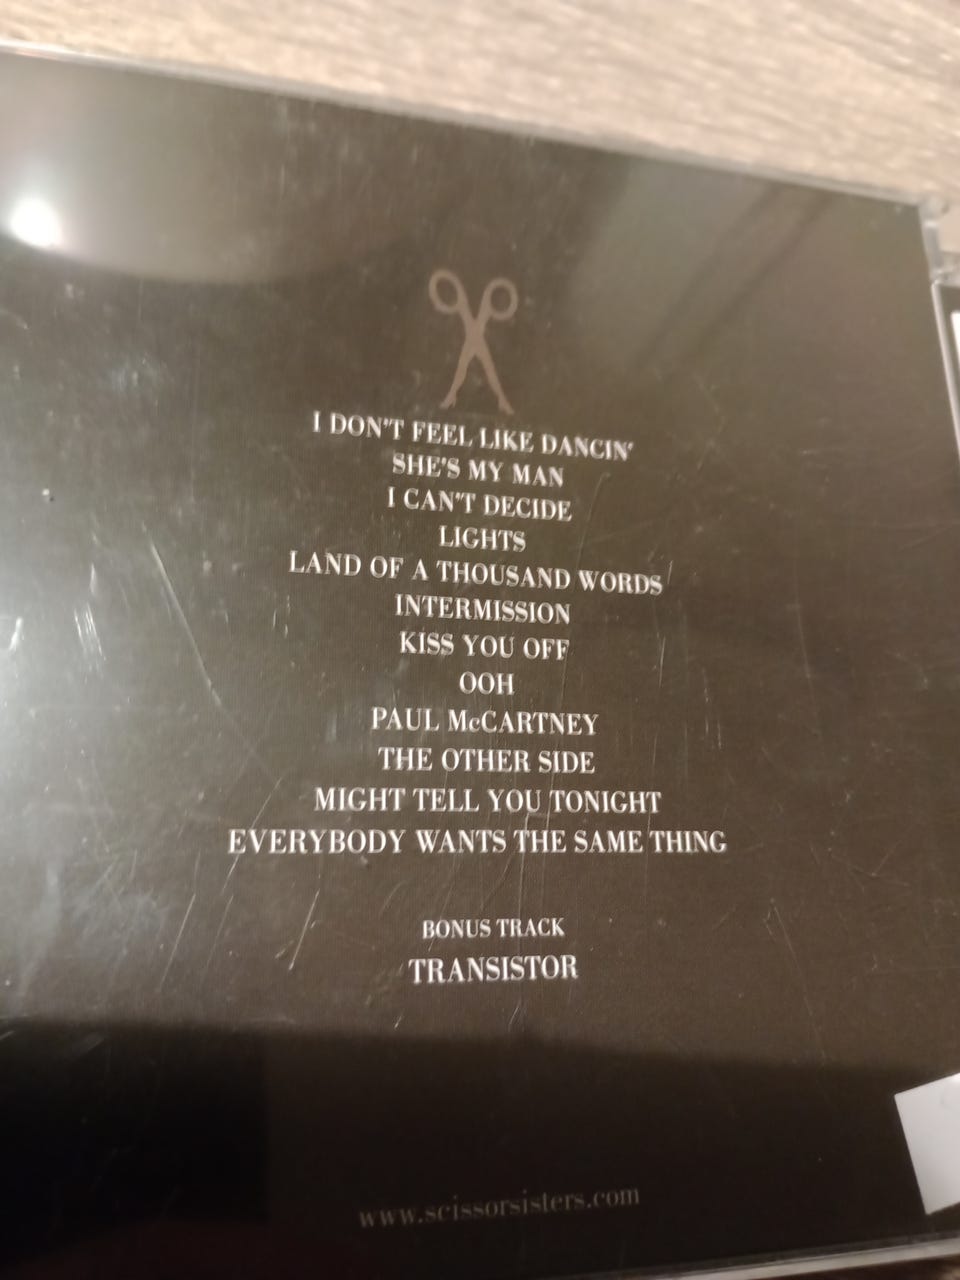 I DON'T FEEL LIKE DANCIN'
SHE'S MY MAN
I CAN'T DECIDE
LIGHTS
LAND OF A THOUSAND WORDS
INTERMISSION
KISS YOU OFF
OOH
PAUL McCARTNEY
THE OTHER SIDE
MIGHT TELL YOU TONIGHT
EVERYBODY WANTS THE SAME THING
BONUS TRACK
TRANSISTOR
www.scissorsisters.com